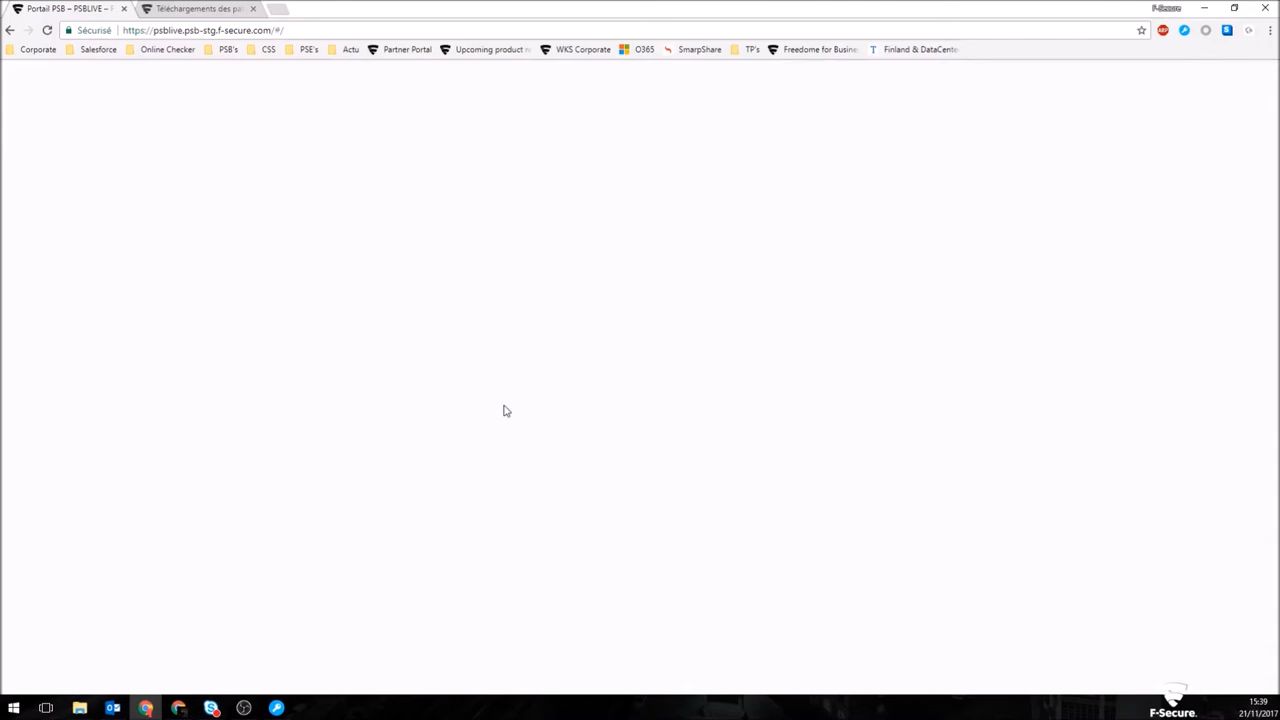 Portail PSB – PSBLIVE – F
Téléchargements des pa
F-Secure
Sécurisé
https://psblive.psb-stg.f-secure.com/#/
Corporate
Salesforce
Online Checker
PSB's
CSS
PSE's
Actu
Partner Portal
Upcoming product r
WKS Corporate
O365
SmarpShare
TP's
Freedome for Busine
Finland & DataCente
ABP
F-Secure.
15:39
21/11/2017